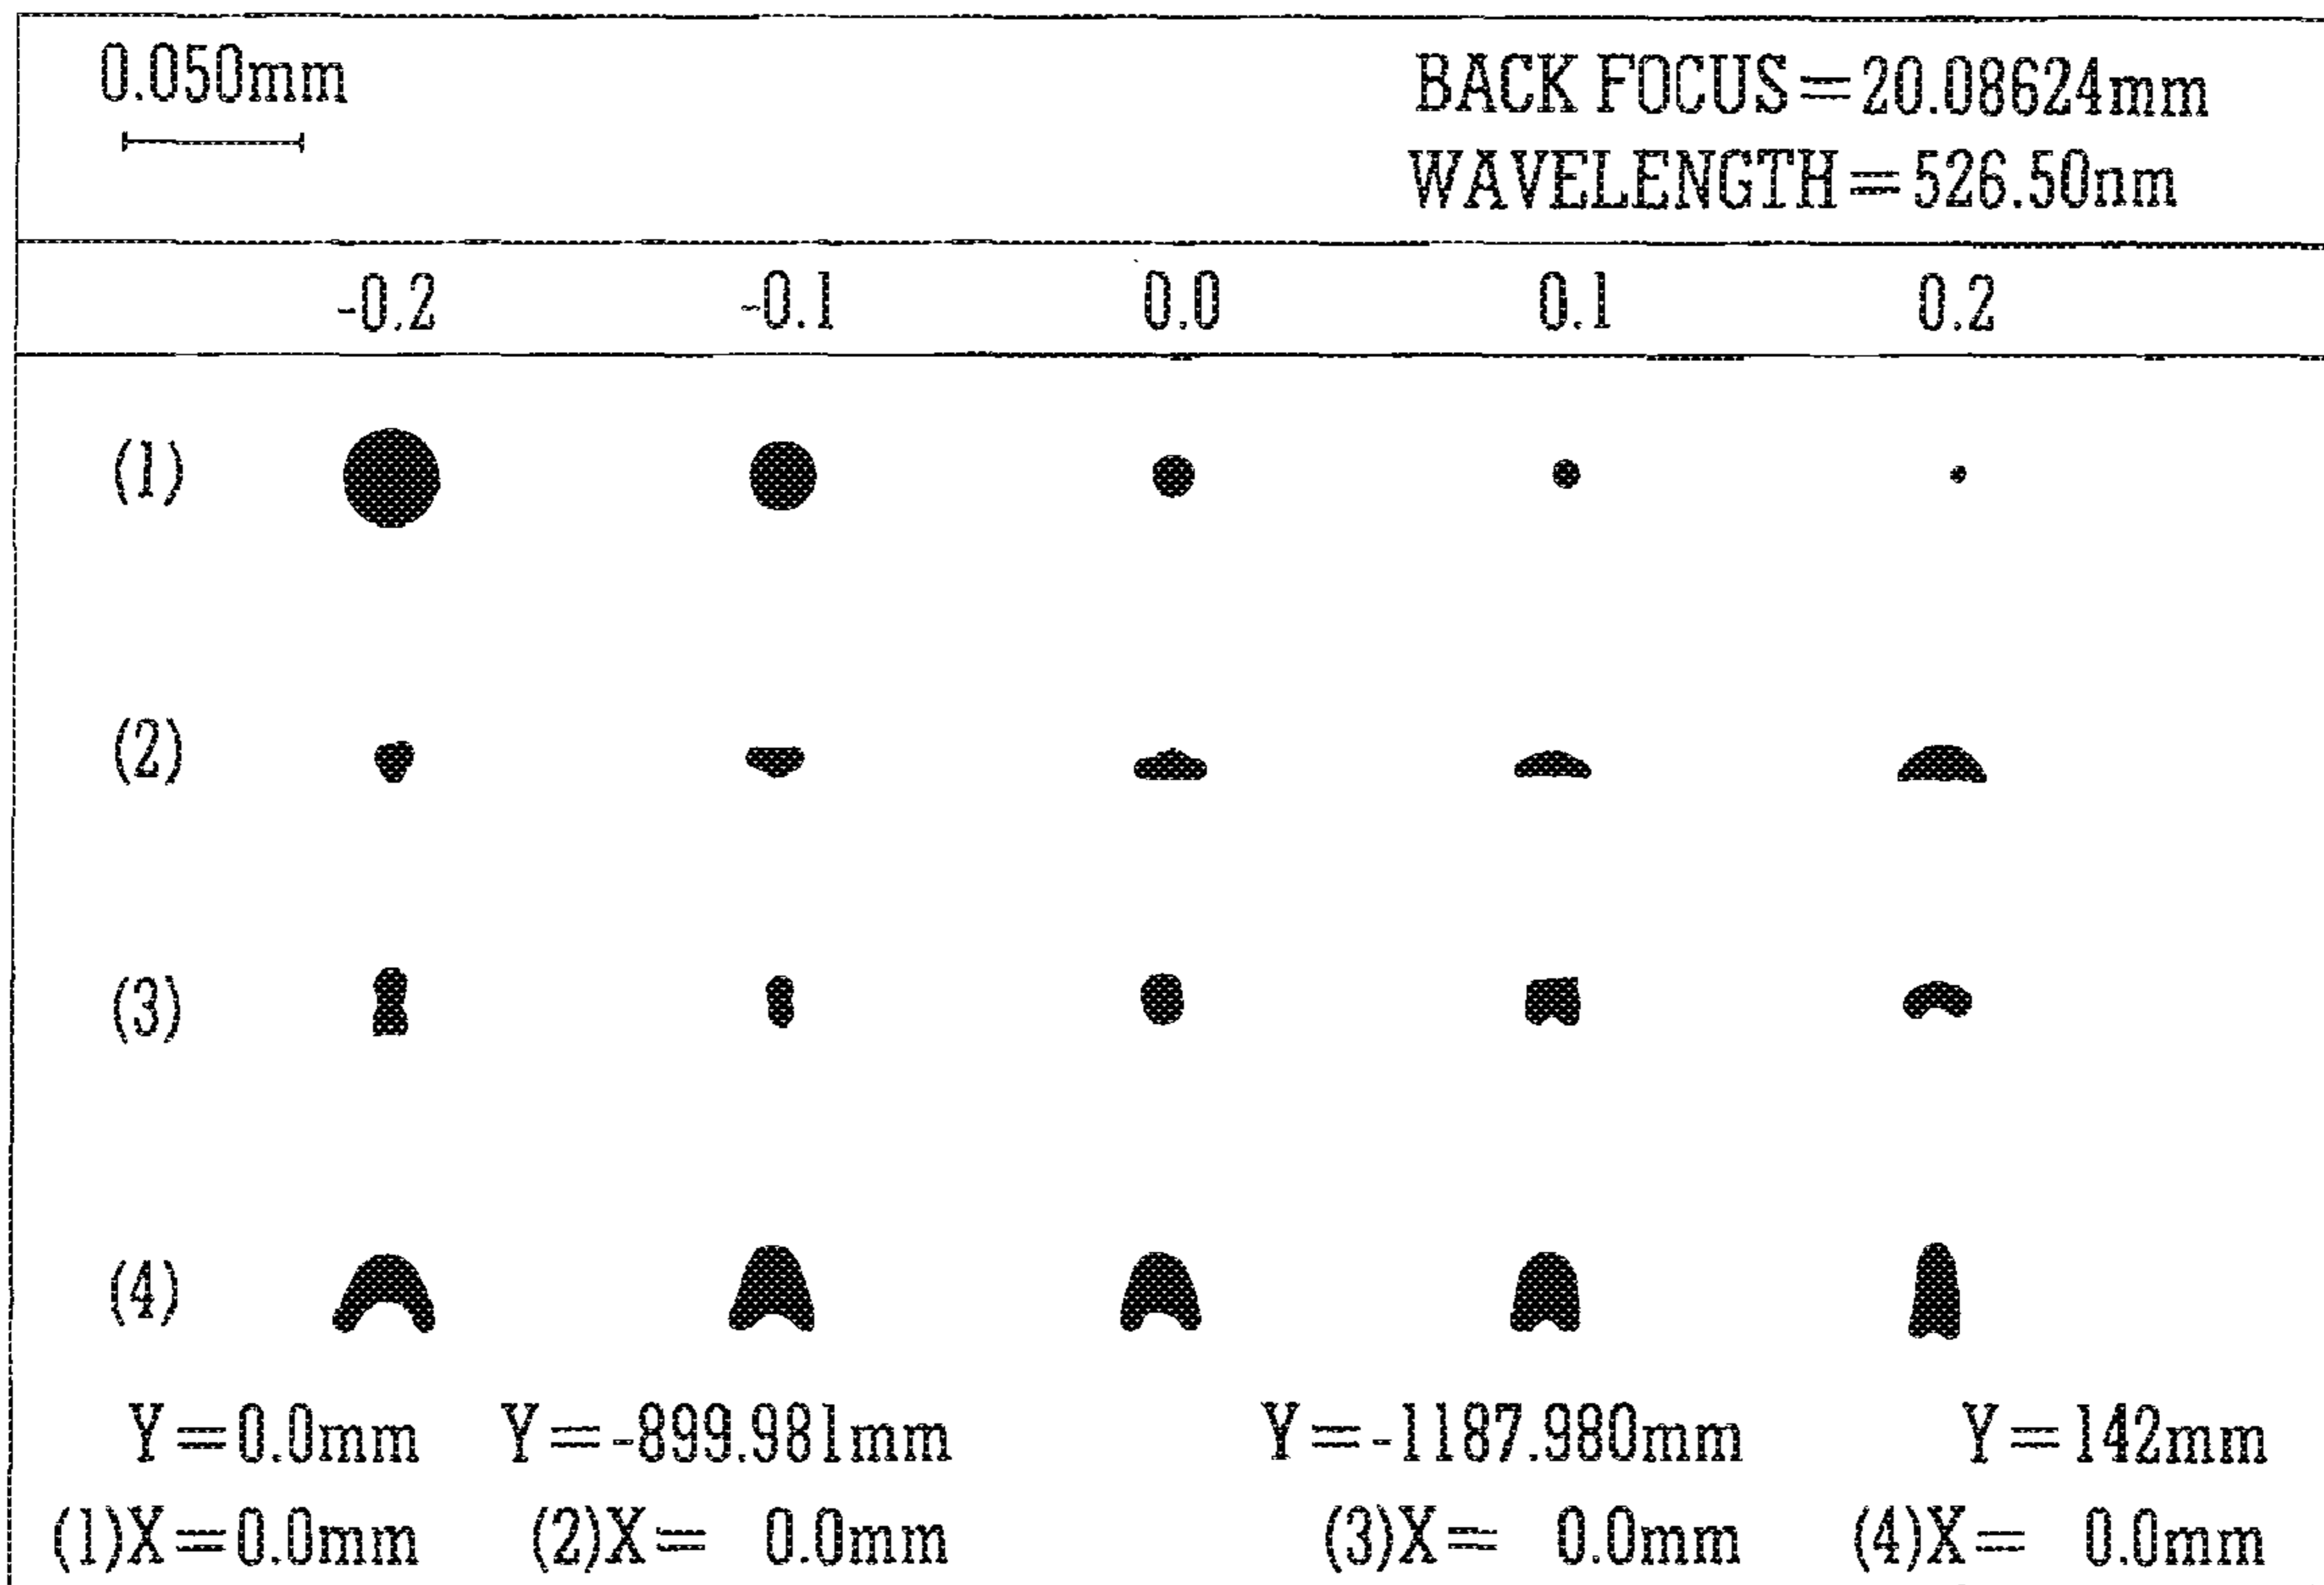 0.050mm
BACK FOCUS=20.08624mm
WAVELENGTH=526.50nm
-0.2 -0.1 0.0 0.1 0.2
(1)
(2)
(3)
(4)
Y=0.0mm Y=-899.981mm Y=-1187.980mm Y=142mm
(1)X=0.0mm (2)X= 0.0mm (3)X= 0.0mm (4)X= 0.0mm